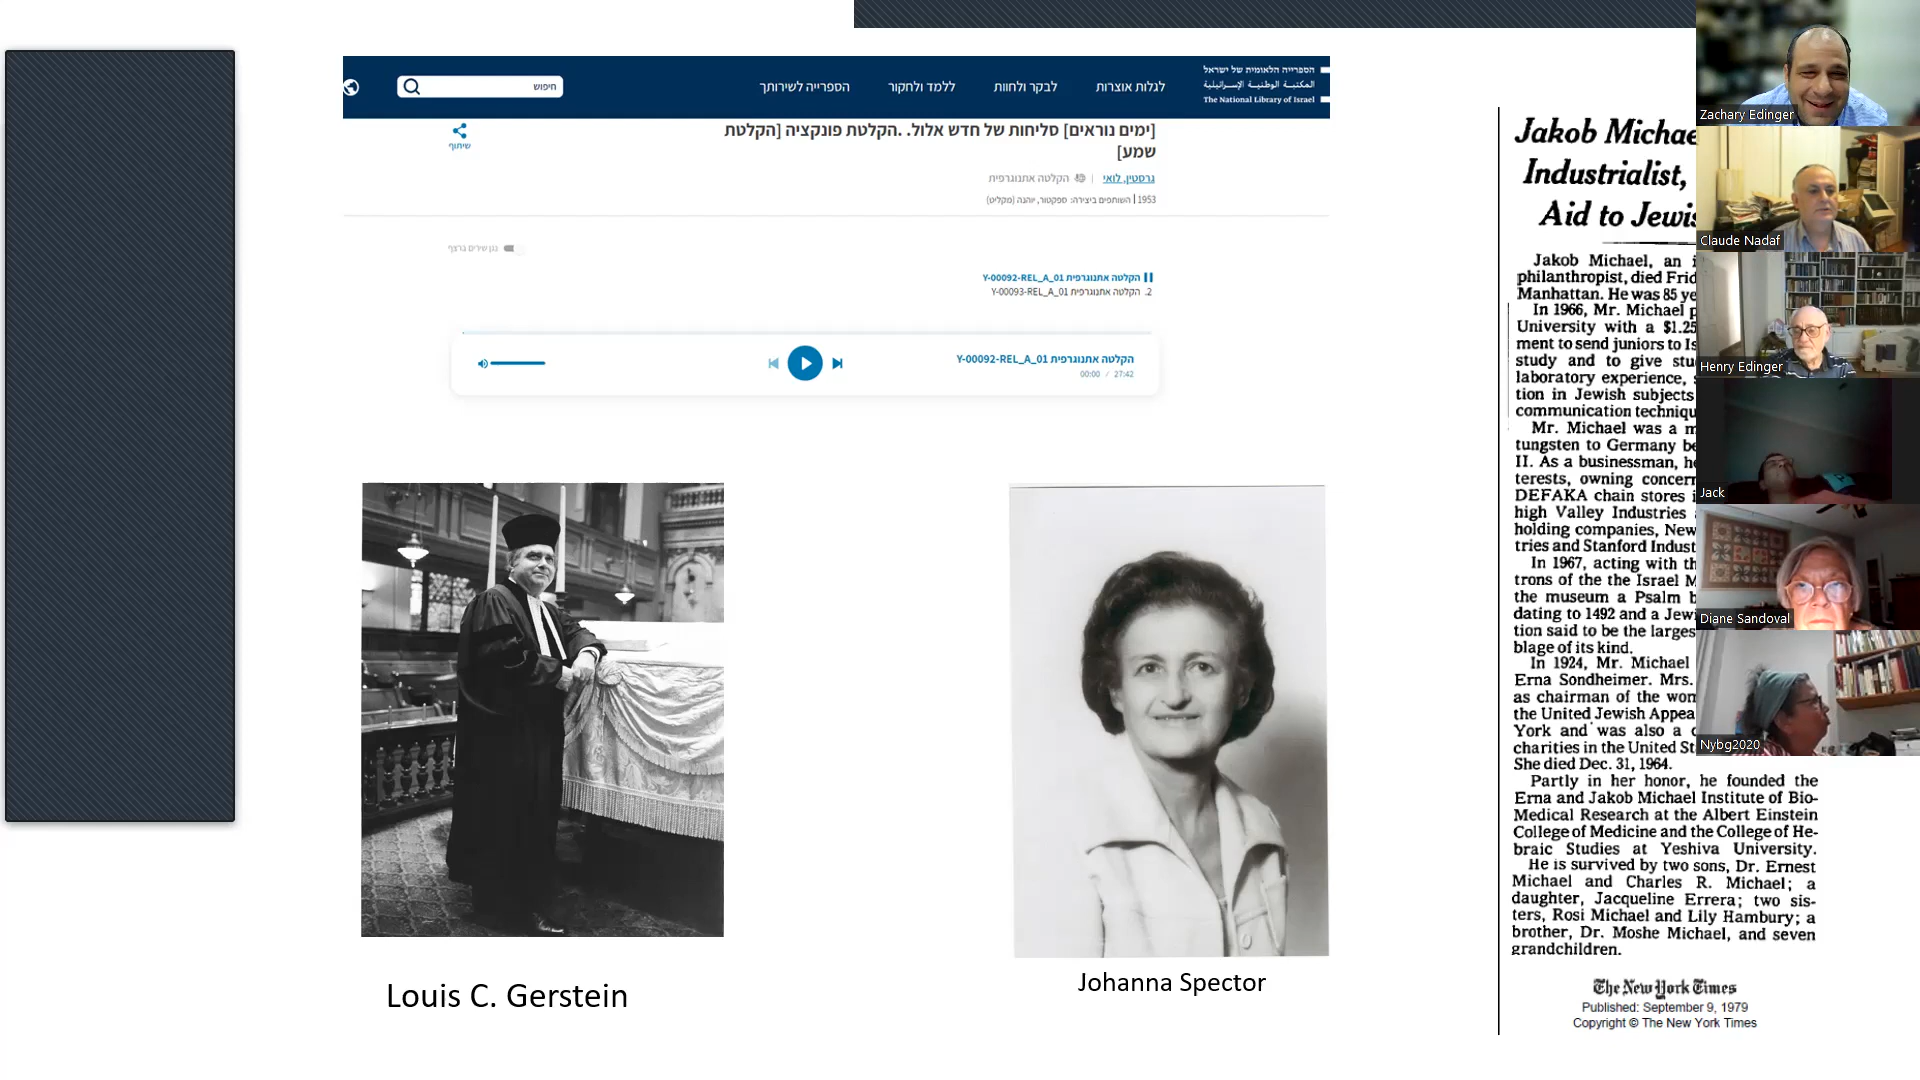 חיפוש
הספרייה לשירותך
ללמד ולחקור
לבקר ולחוות
לגלות אוצרות
הספרייה הלאומית של ישראל
المكتبة الوطنية الإسرائيلية
The National Library of Israel
שיתוף
[ימים נוראים] סליחות של חדש אלול. .הקלטת פונקציה [הקלטת
שמע]
גרסטין, לואי | הקלטה אתנוגרפית
1953 | השותפים ביצירה: ספקטור, יוהנה (מקליט)
נגן שירים ברצף
הקלטה אתנוגרפית Y-00092-REL_A_01
2. הקלטה אתנוגרפית Y-00093-REL_A_01
הקלטה אתנוגרפית Y-00092-REL_A_01
00:00 / 27:42
Louis C. Gerstein
Johanna Spector
Jakob Michae
Industrialist,
Aid to Jewis
Jakob Michael, an i
philanthropist, died Frid
Manhattan. He was 85 ye
In 1966, Mr. Michael p
University with a $1.25
ment to send juniors to Is
study and to give stu
laboratory experience, s
tion in Jewish subjects
communication techniqu
Mr. Michael was a m
tungsten to Germany be
II. As a businessman, he
terests, owning concern
DEFAKA chain stores i
high Valley Industries
holding companies, New
tries and Stanford Indust
In 1967, acting with th
trons of the the Israel M
the museum a Psalm b
dating to 1492 and a Jewi
tion said to be the larges
blage of its kind.
In 1924, Mr. Michael
Erna Sondheimer. Mrs.
as chairman of the wom
the United Jewish Appea
York and was also a c
charities in the United St
She died Dec. 31, 1964.
Partly in her honor, he founded the
Erna and Jakob Michael Institute of Bio-
Medical Research at the Albert Einstein
College of Medicine and the College of He-
braic Studies at Yeshiva University.
He is survived by two sons, Dr. Ernest
Michael and Charles R. Michael; a
daughter, Jacqueline Errera; two sis-
ters, Rosi Michael and Lily Hambury; a
brother, Dr. Moshe Michael, and seven
grandchildren.
The New York Times
Published: September 9, 1979
Copyright © The New York Times
Zachary Edinger
Claude Nadaf
Henry Edinger
Jack
Diane Sandoval
Nybg2020